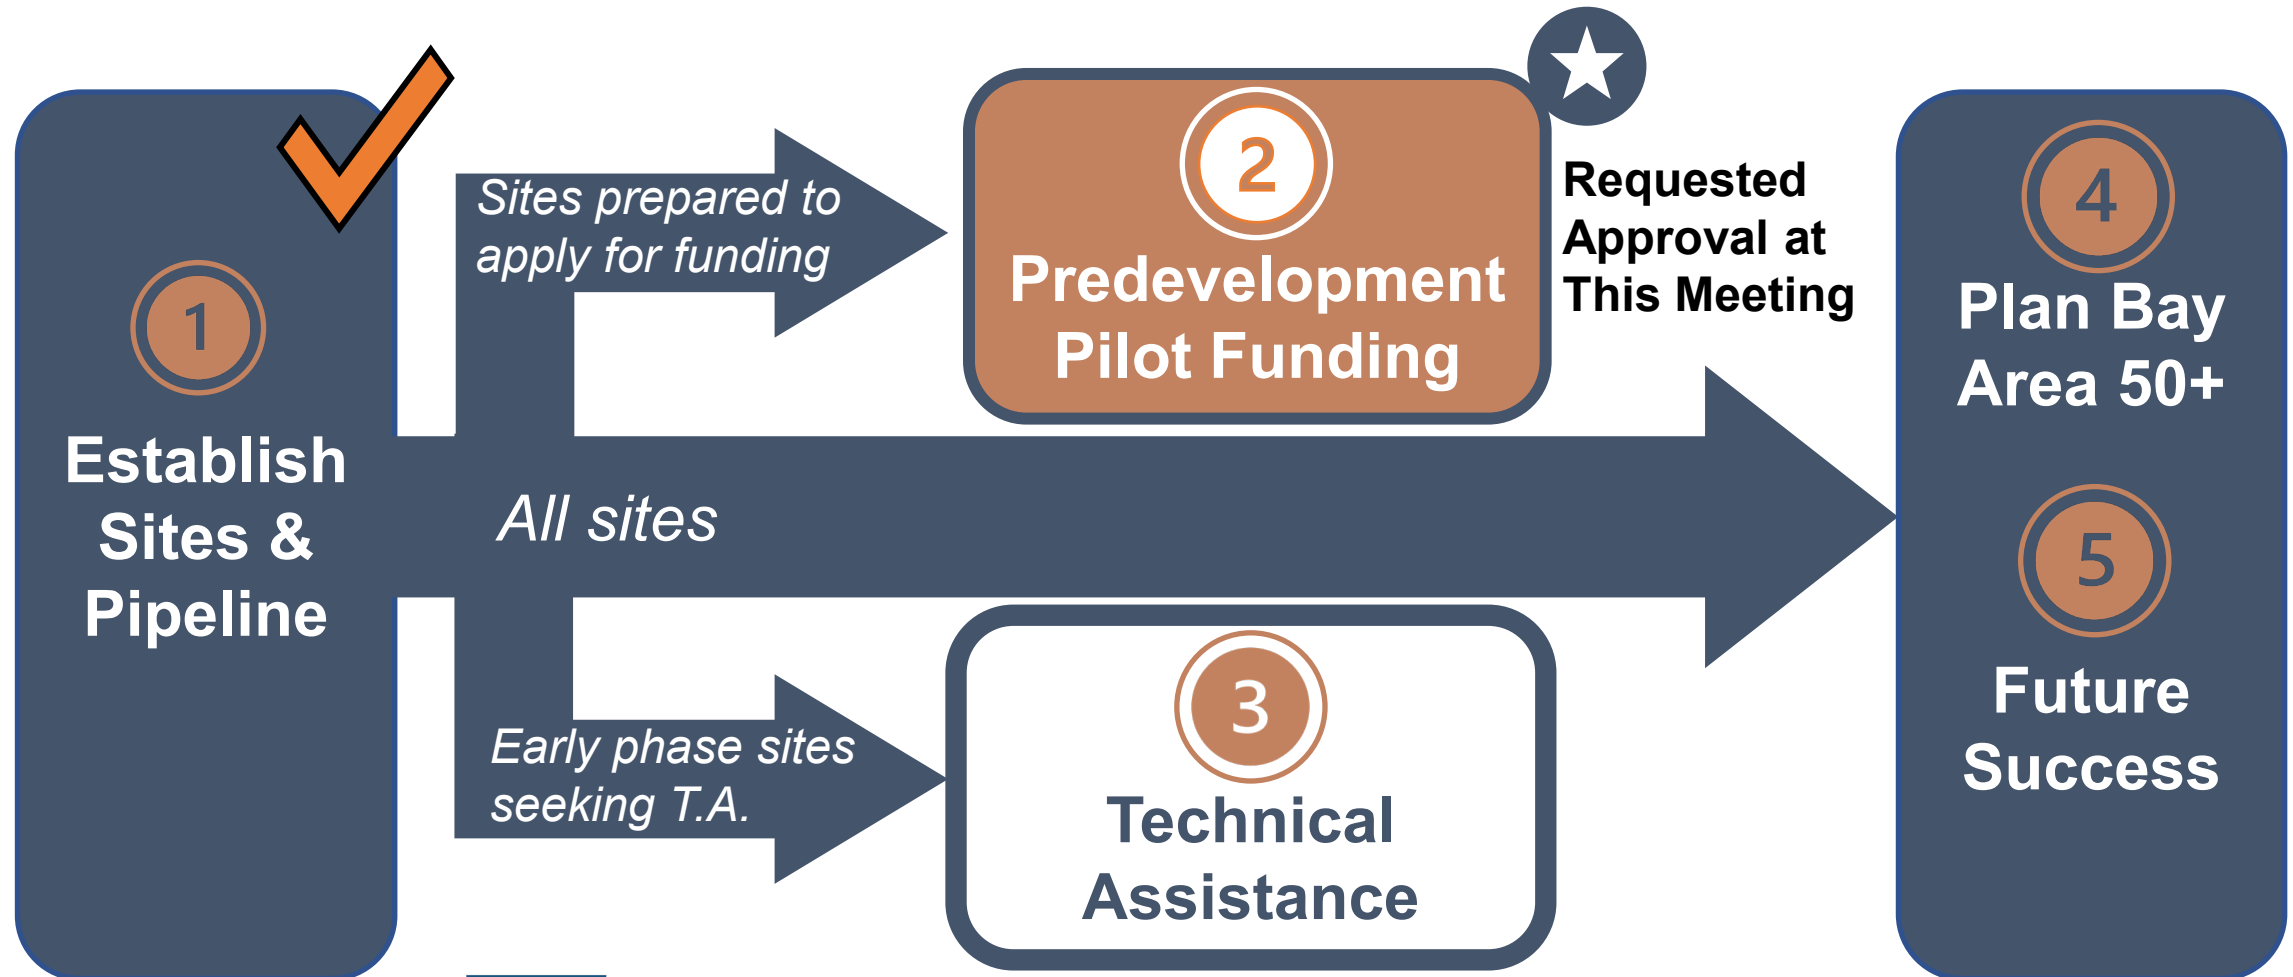 1
Establish
Sites &
Pipeline
Sites prepared to
apply for funding
2
Predevelopment
Pilot Funding
Requested
Approval at
This Meeting
All sites
Early phase sites
seeking T.A.
3
Technical
Assistance
4
Plan Bay
Area 50+
5
Future
Success